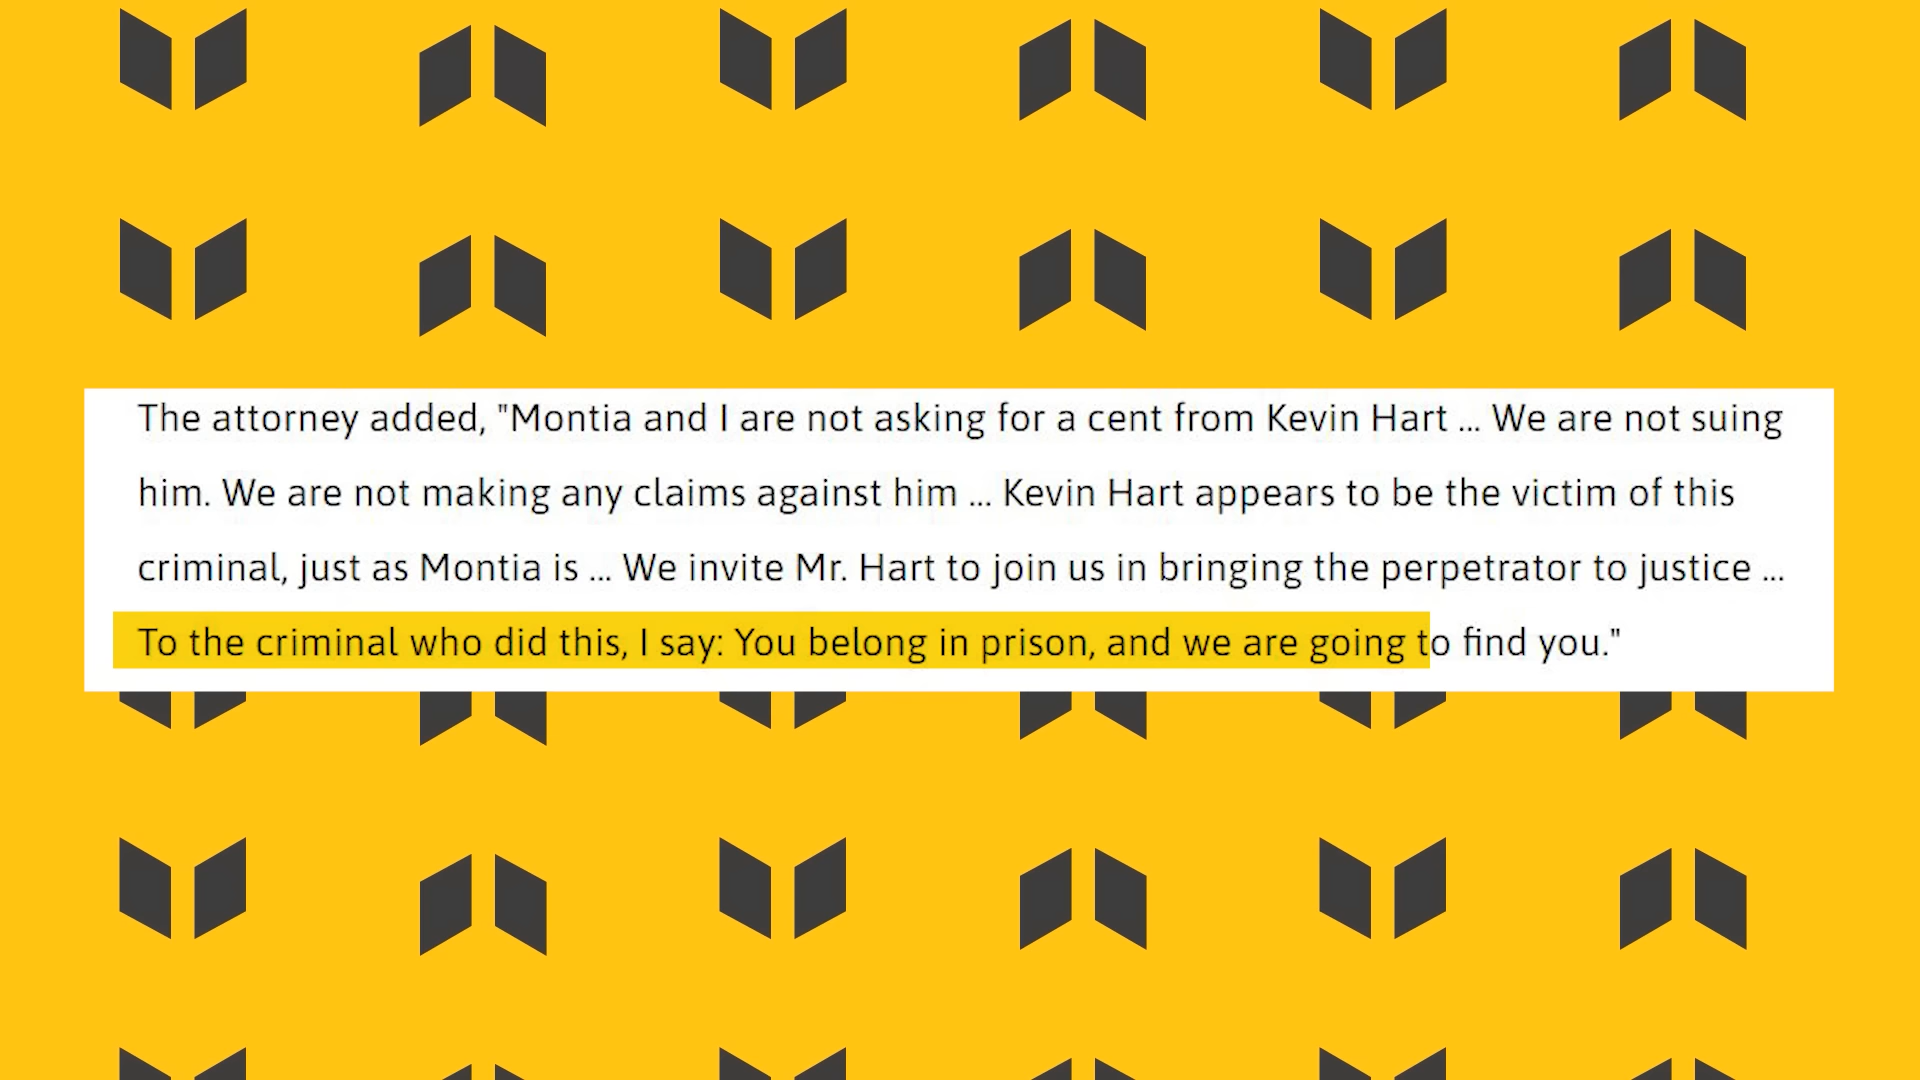 The attorney added, "Montia and I are not asking for a cent from Kevin Hart ... We are not suing
him. We are not making any claims against him ... Kevin Hart appears to be the victim of this
criminal, just as Montia is ... We invite Mr. Hart to join us in bringing the perpetrator to justice ...
To the criminal who did this, I say: You belong in prison, and we are going to find you."